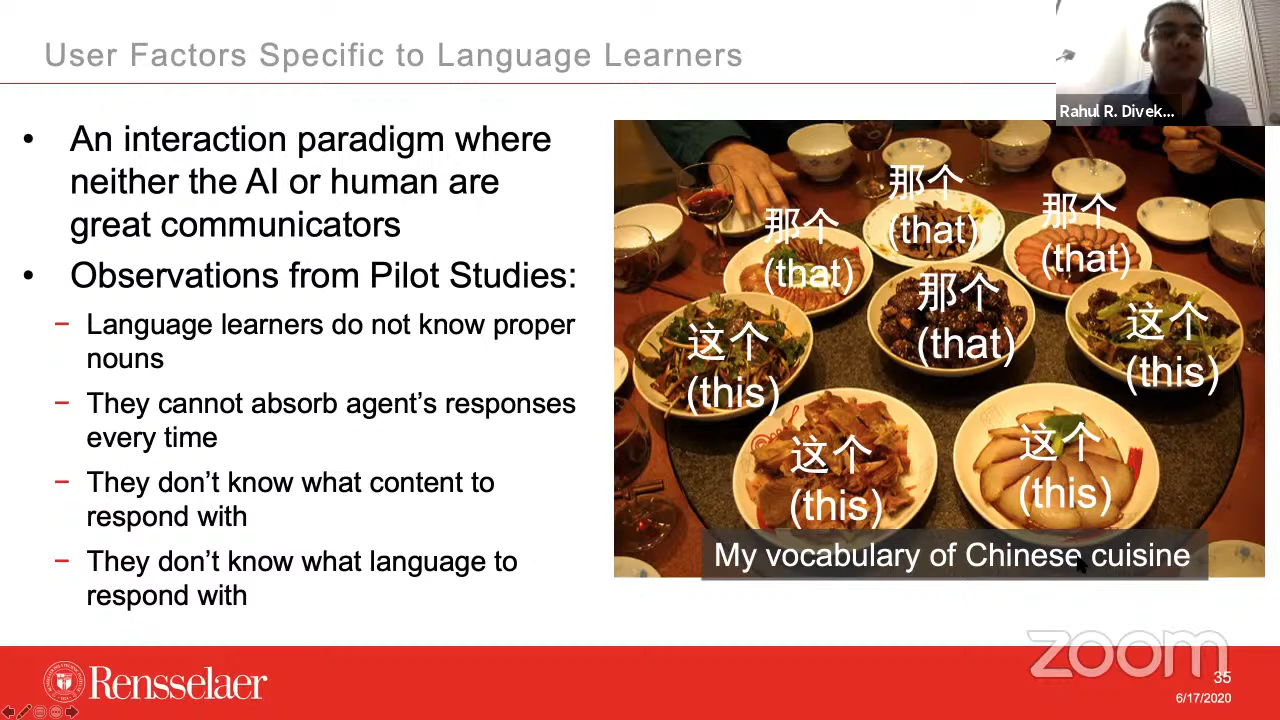 User Factors Specific to Language Learners
Rahul R. Divek...
• An interaction paradigm where
neither the AI or human are
great communicators
• Observations from Pilot Studies:
– Language learners do not know proper
nouns
– They cannot absorb agent's responses
every time
– They don't know what content to
respond with
– They don't know what language to
respond with
那个
(that)
那个
(that)
那个
(that)
那个
(that)
这个
(this)
这个
(this)
这个
(this)
这个
(this)
My vocabulary of Chinese cuisine
zoom
Rensselaer
35
6/17/2020